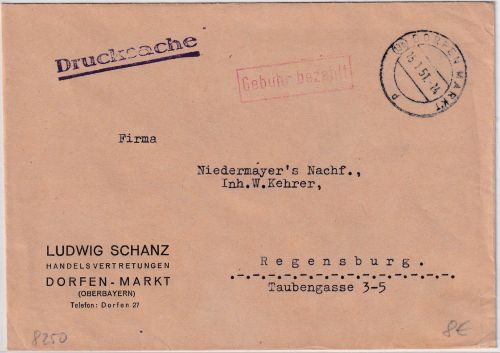 Drucksache
Gebühr bezahlt
DORFEN-MARKT
Firma
Niedermayer's Nachf.,
Inh.W.Kehrer,
LUDWIG SCHANZ
HANDELSVERTRETUNGEN
DORFEN-MARKT
(OBERBAYERN)
Telefon: Dorfen 27
Regensburg.
Taubengasse 3-5
8250
8€